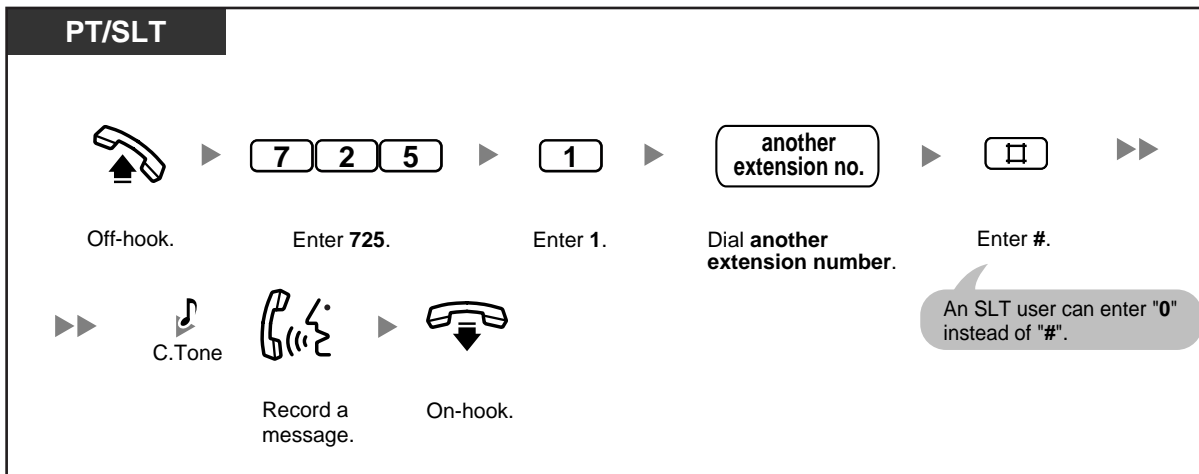 PT/SLT
7 2 5
1
another
extension no.
#
Off-hook.
Enter 725.
Enter 1.
Dial another
extension number.
Enter #.
An SLT user can enter "0"
instead of "#".
C.Tone
Record a
message.
On-hook.